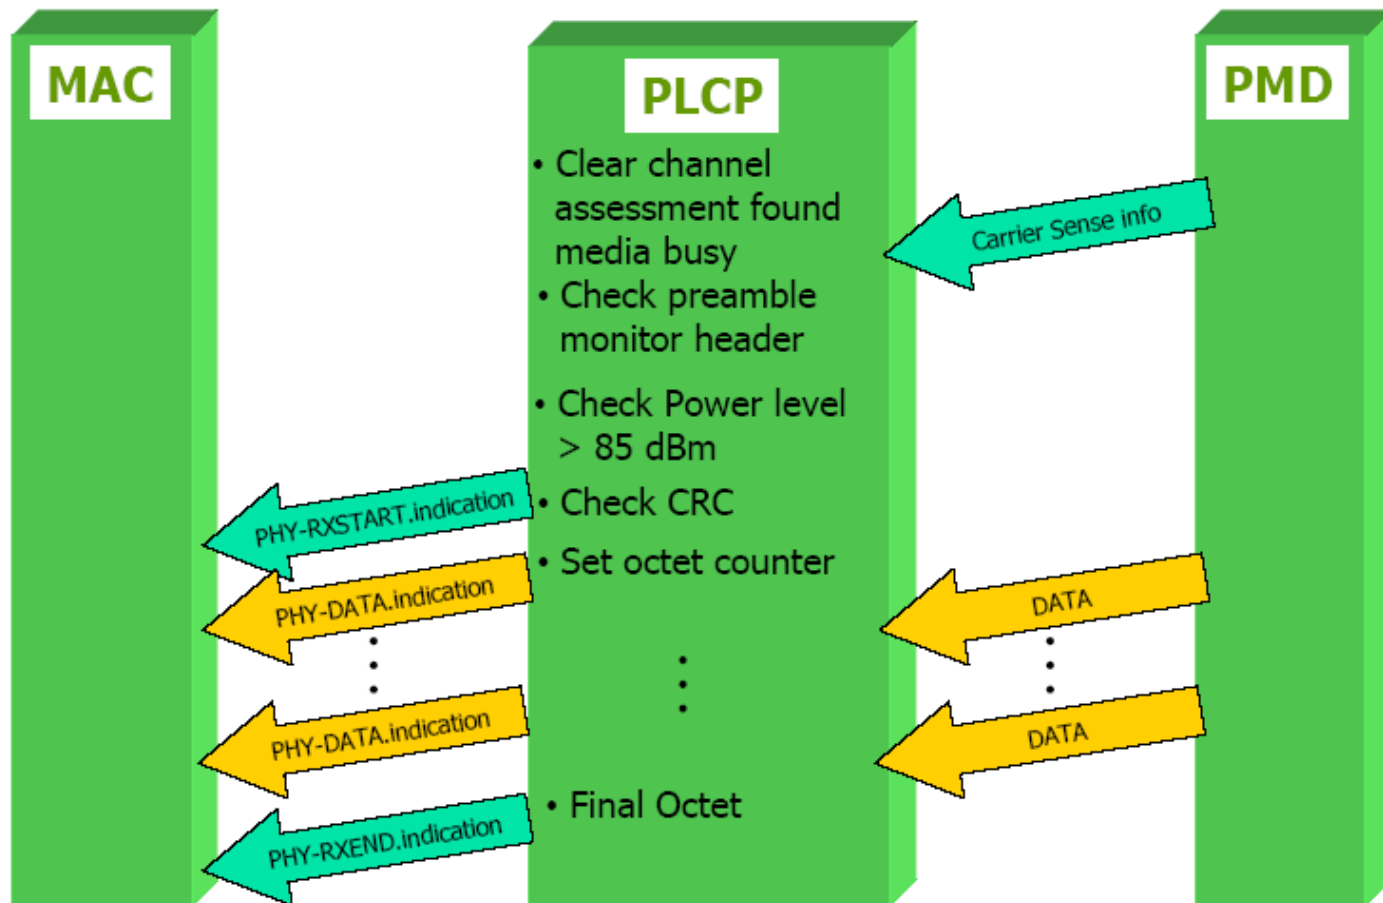 MAC
PLCP
PMD
• Clear channel
assessment found
media busy
Carrier Sense info
• Check preamble
monitor header
• Check Power level
> 85 dBm
PHY-RXSTART.indication
• Check CRC
PHY-DATA.indication
• Set octet counter
DATA
PHY-DATA.indication
DATA
PHY-RXEND.indication
• Final Octet